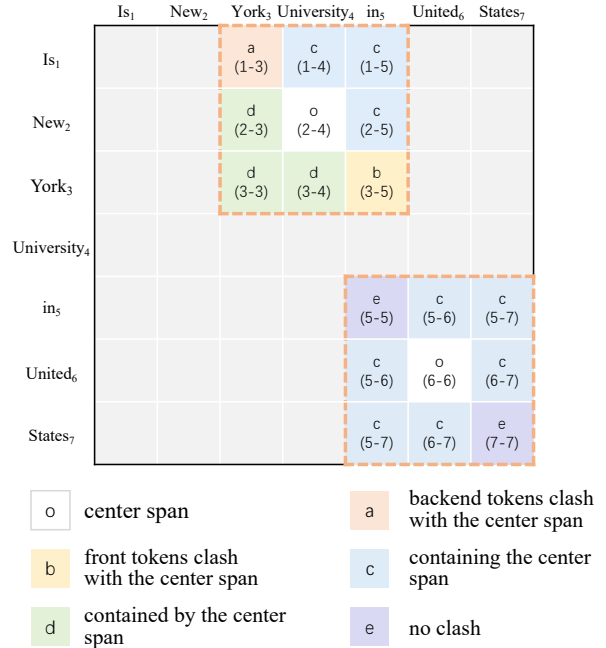 Is₁ New₂ York₃ University₄ in₅ United₆ States₇
Is₁ a c c
(1-3) (1-4) (1-5)
New₂ d o c
(2-3) (2-4) (2-5)
York₃ d d b
(3-3) (3-4) (3-5)
University₄
in₅ e c c
(5-5) (5-6) (5-7)
United₆ c o c
(5-6) (6-6) (6-7)
States₇ c c e
(5-7) (6-7) (7-7)
o center span
a backend tokens clash
with the center span
b front tokens clash
with the center span
c containing the center
span
d contained by the center
span
e no clash